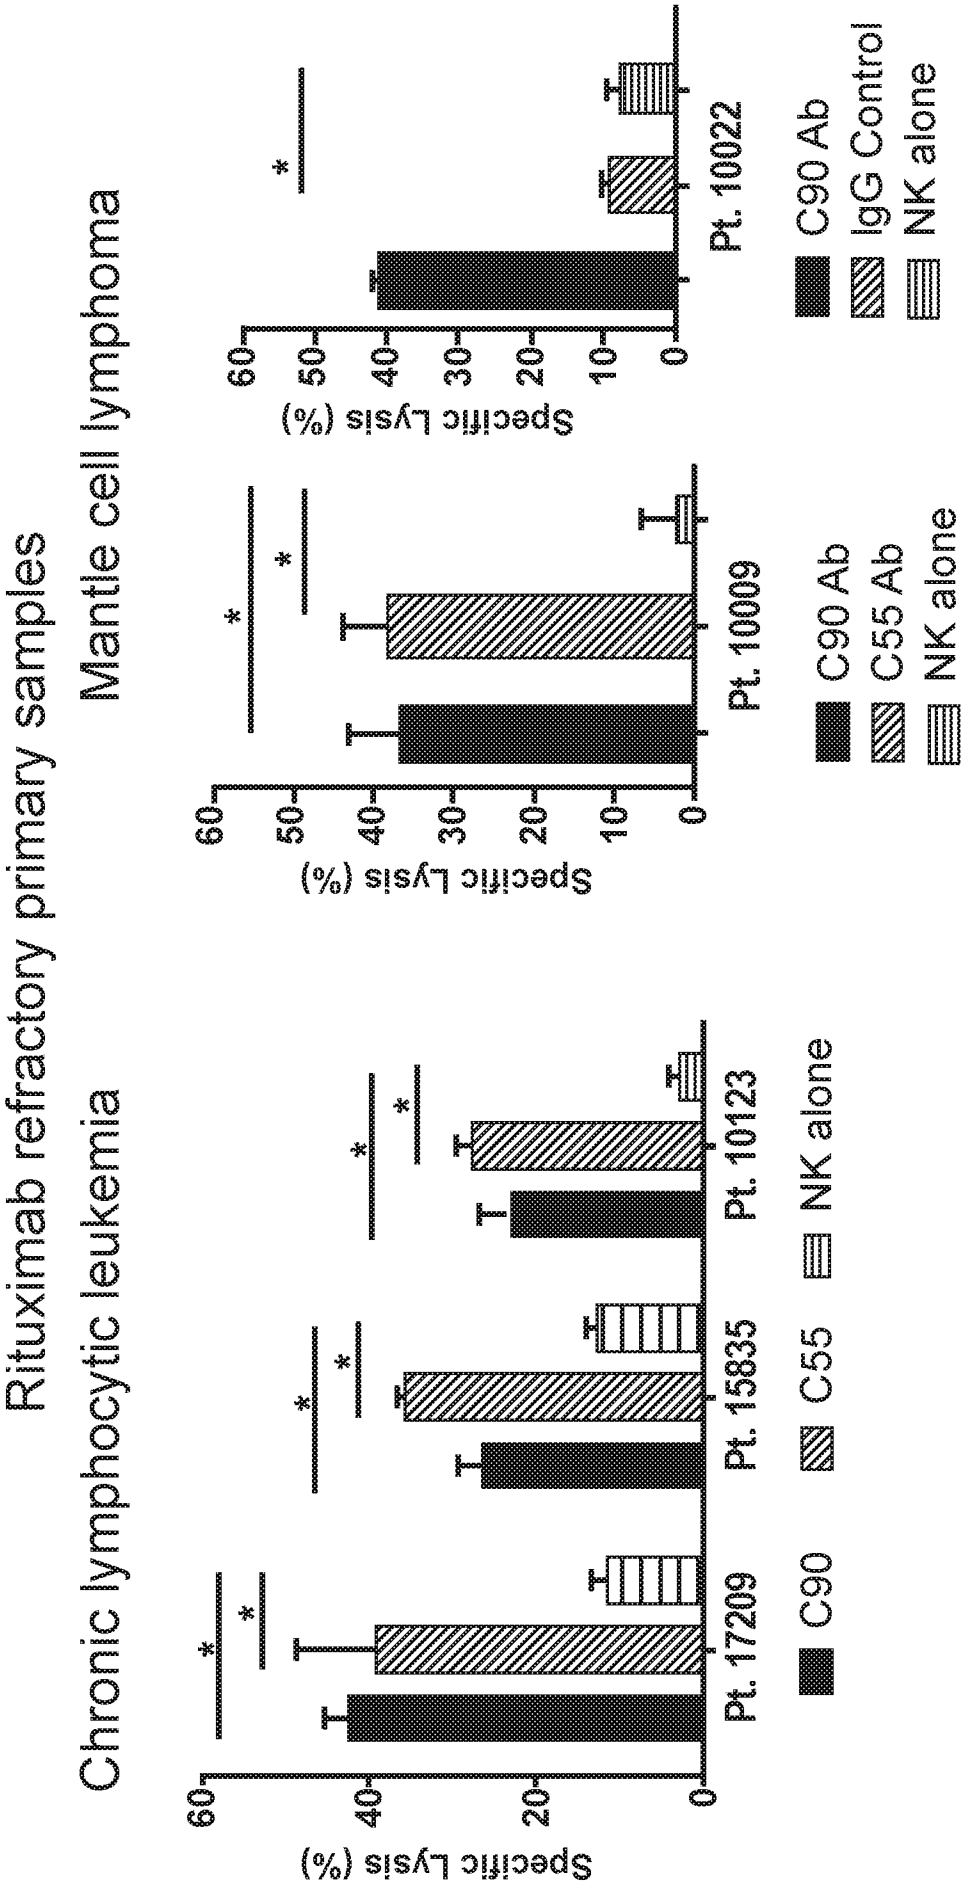 Rituximab refractory primary samples
Chronic lymphocytic leukemia
Mantle cell lymphoma
Specific Lysis (%)
60
40
20
0
*
*
*
*
*
*
Pt. 17209
Pt. 15835
Pt. 10123
C90
C55
NK alone
Specific Lysis (%)
60
50
40
30
20
10
0
*
*
Pt. 10009
C90 Ab
C55 Ab
NK alone
Specific Lysis (%)
60
50
40
30
20
10
0
*
Pt. 10022
C90 Ab
IgG Control
NK alone